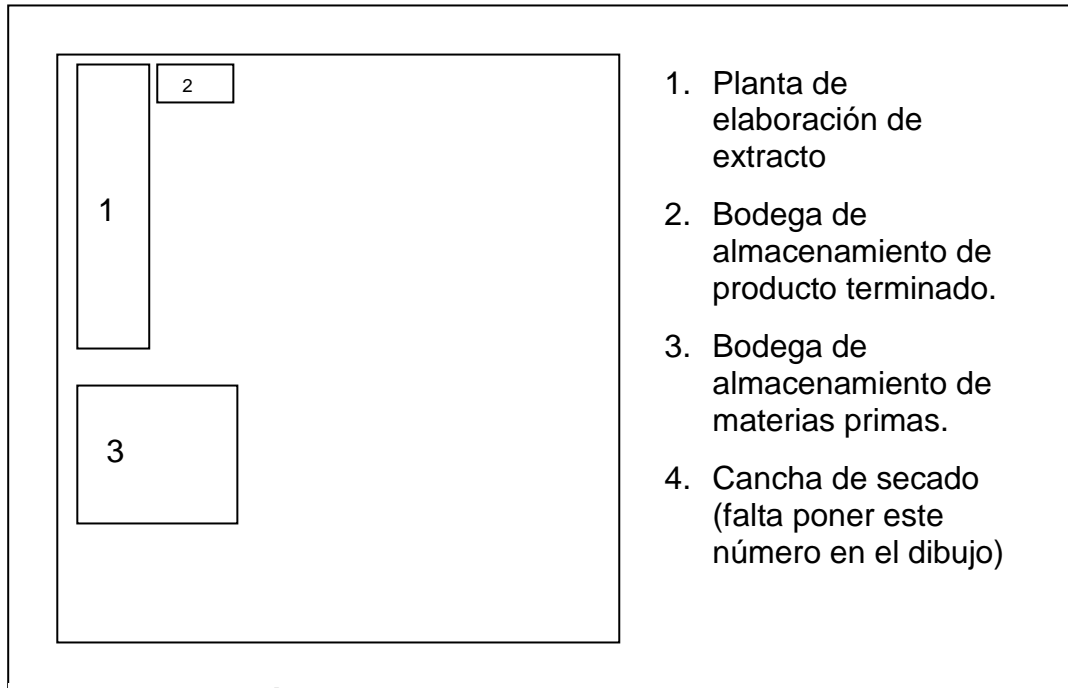 2
1
3
1. Planta de
elaboración de
extracto
2. Bodega de
almacenamiento de
producto terminado.
3. Bodega de
almacenamiento de
materias primas.
4. Cancha de secado
(falta poner este
número en el dibujo)